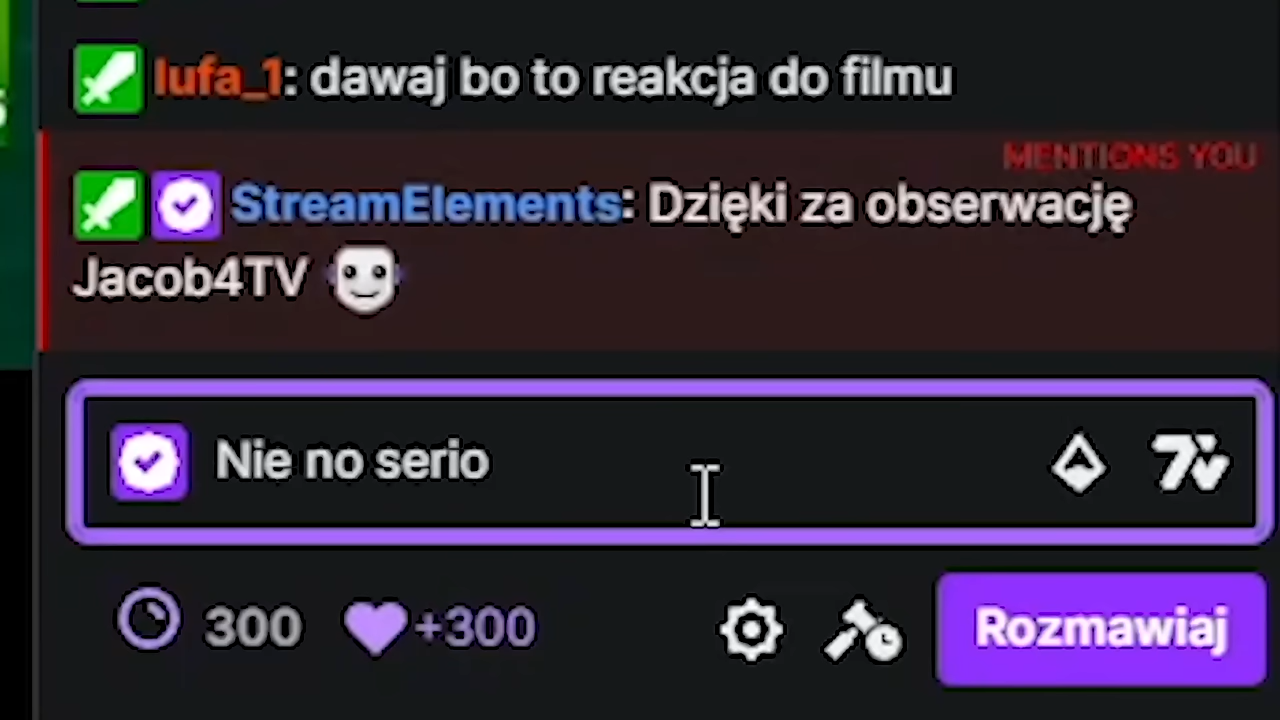 lufa_1: dawaj bo to reakcja do filmu
MENTIONS YOU
StreamElements: Dzięki za obserwację
Jacob4TV
Nie no serio
7v
300 +300
Rozmawiaj